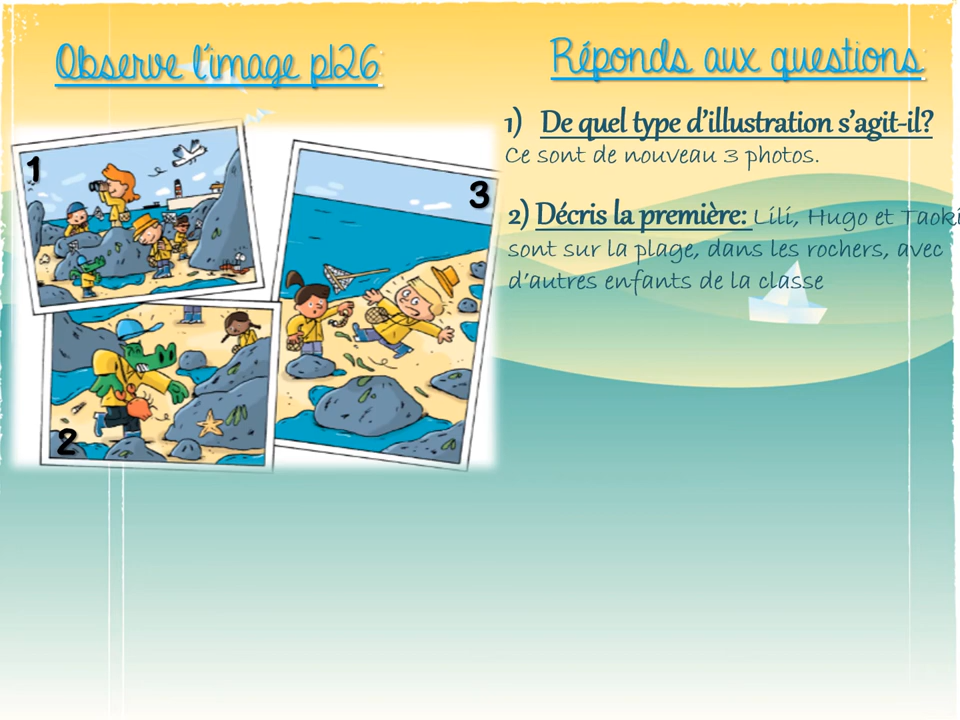 Observe l'image p126
Réponds aux questions
1) De quel type d'illustration s'agit-il?
Ce sont de nouveau 3 photos.
2) Décris la première: Lili, Hugo et Taoki
sont sur la plage, dans les rochers, avec
d'autres enfants de la classe
1
3
2